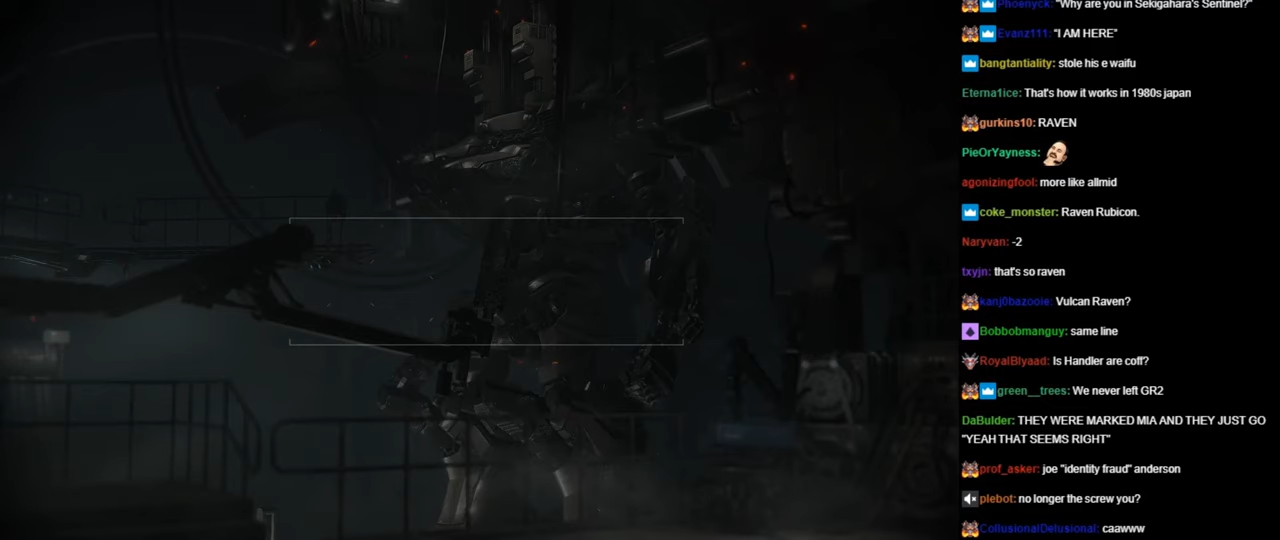 Phoenyck: "Why are you in Sekigahara's Sentinel?"
Evanz111: "I AM HERE"
bangtantiality: stole his e waifu
Eterna1ice: That's how it works in 1980s japan
gurkins10: RAVEN
PieOrYayness:
agonizingfool: more like allmid
coke_monster: Raven Rubicon.
Naryvan: -2
txyjn: that's so raven
kanj0bazooie: Vulcan Raven?
Bobbobmanguy: same line
RoyalBlyaad: Is Handler are coff?
green__trees: We never left GR2
DaBulder: THEY WERE MARKED MIA AND THEY JUST GO
"YEAH THAT SEEMS RIGHT"
prof_asker: joe "identity fraud" anderson
plebot: no longer the screw you?
CollusionalDelusional: caawww